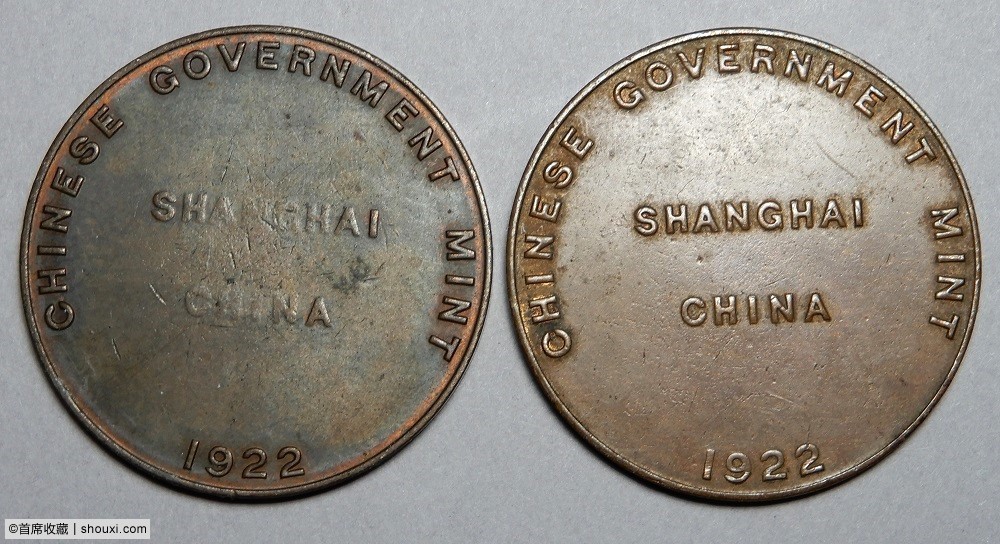 CHINESE GOVERNMENT MINT
SHANGHAI
CHINA
1922
CHINESE GOVERNMENT MINT
SHANGHAI
CHINA
1922
©首席收藏 | shouxi.com